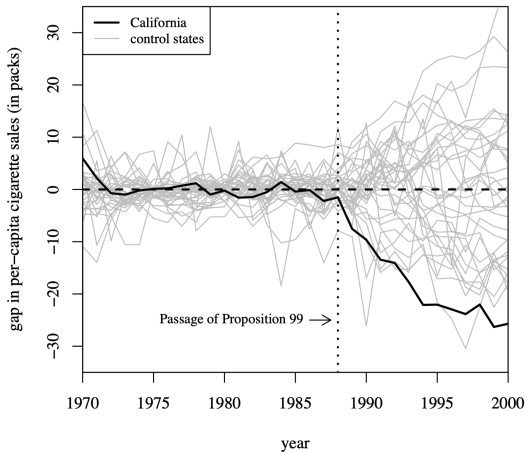 California
control states
gap in per−capita cigarette sales (in packs)
30
20
10
0
−10
−20
−30
Passage of Proposition 99
1970
1975
1980
1985
1990
1995
2000
year